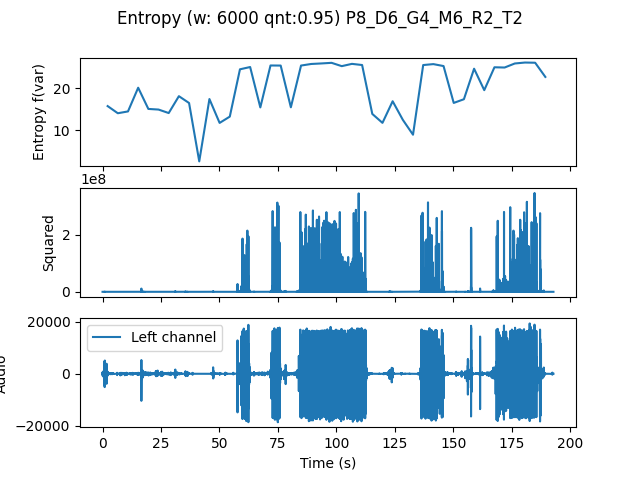 Entropy (w: 6000 qnt:0.95) P8_D6_G4_M6_R2_T2
Entropy f(var)
20
10
1e8
Squared
2
0
Audio
20000
0
−20000
Left channel
0 25 50 75 100 125 150 175 200
Time (s)